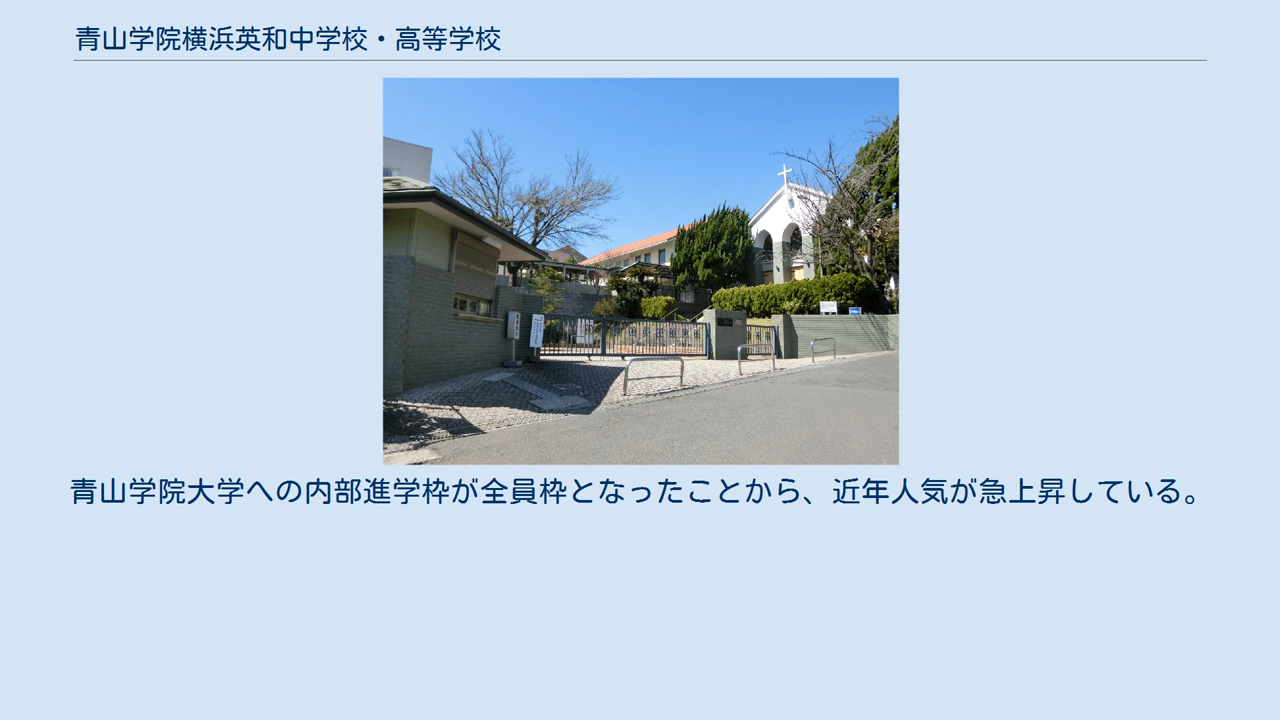 青山学院横浜英和中学校・高等学校
青山学院大学への内部進学枠が全員枠となったことから、近年人気が急上昇している。